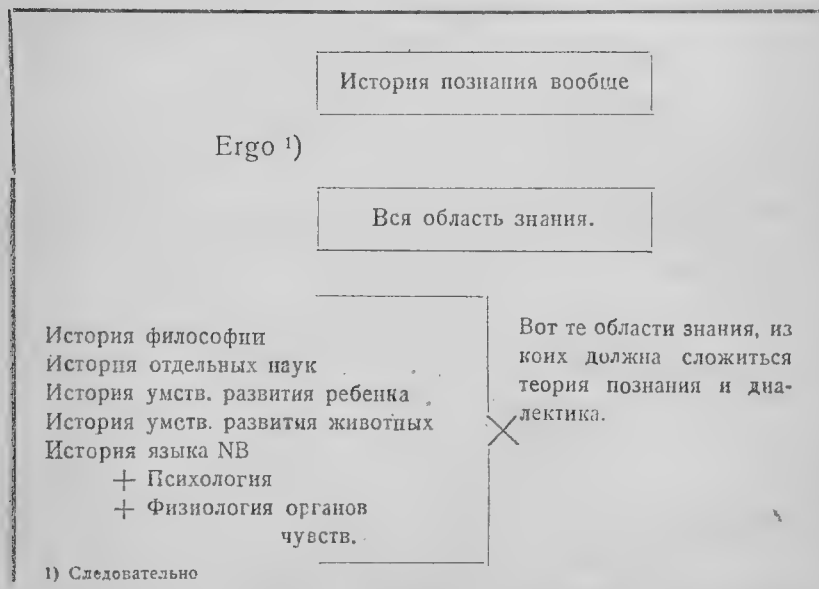 История познания вообще
Ergo ¹)
Вся область знания.
История философии
История отдельных наук
История умств. развития ребенка
История умств. развития животных
История языка NB
+ Психология
+ Физиология органов
чувств.
Вот те области знания, из
коих должна сложиться
теория познания и диа-
лектика.
1) Следовательно